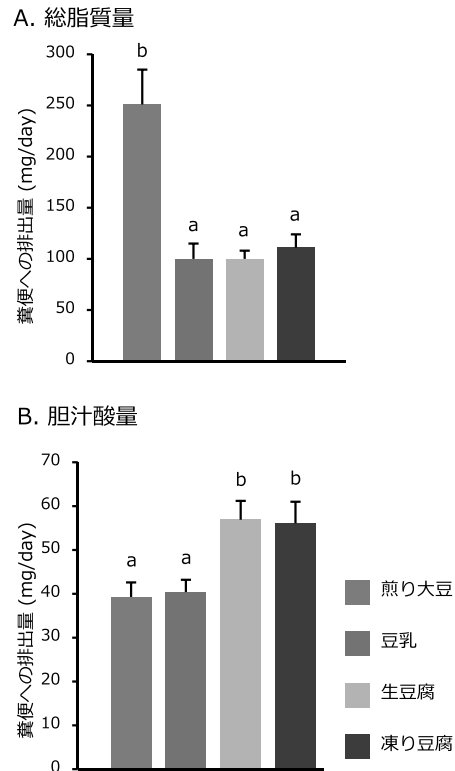 A. 総脂質量
糞便への排出量 (mg/day)
300
250
200
150
100
50
0
b
a
a
a
B. 胆汁酸量
糞便への排出量 (mg/day)
70
60
50
40
30
20
10
0
a
a
b
b
煎り大豆
豆乳
生豆腐
凍り豆腐